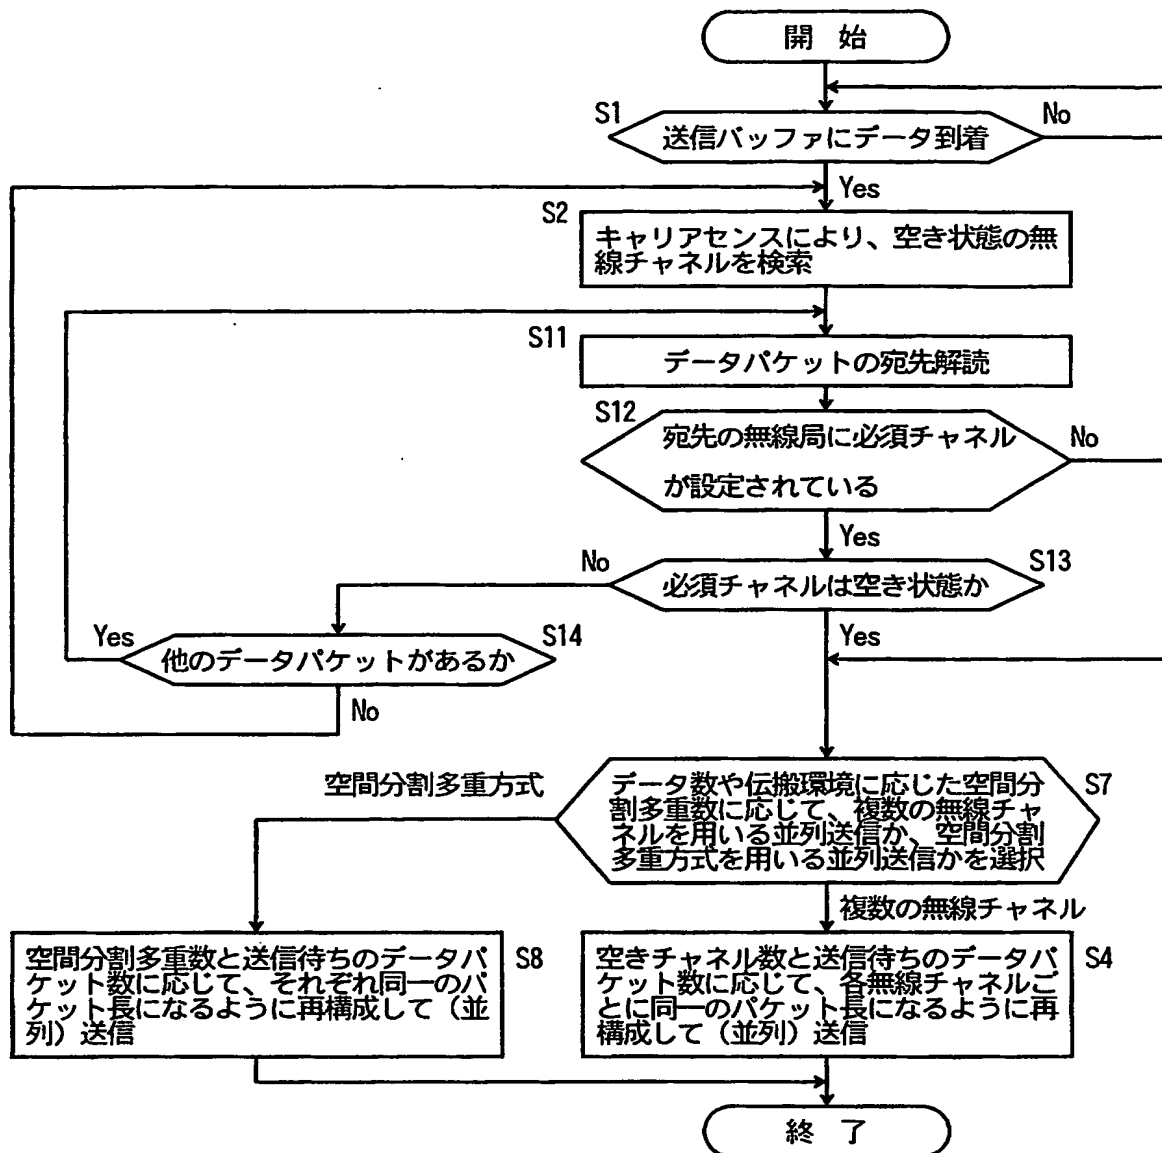 開 始
S1
送信バッファにデータ到着
No
Yes
S2
キャリアセンスにより、空き状態の無
線チャネルを検索
S11
データパケットの宛先解読
S12
宛先の無線局に必須チャネル
が設定されている
No
Yes
No
S13
必須チャネルは空き状態か
Yes
Yes
S14
他のデータパケットがあるか
No
空間分割多重方式
データ数や伝搬環境に応じた空間分
割多重数に応じて、複数の無線チャ
ネルを用いる並列送信か、空間分割
多重方式を用いる並列送信かを選択
S7
複数の無線チャネル
空間分割多重数と送信待ちのデータパ
ケット数に応じて、それぞれ同一のパ
ケット長になるように再構成して（並
列）送信
S8
空きチャネル数と送信待ちのデータパ
ケット数に応じて、各無線チャネルご
とに同一のパケット長になるように再
構成して（並列）送信
S4
終 了